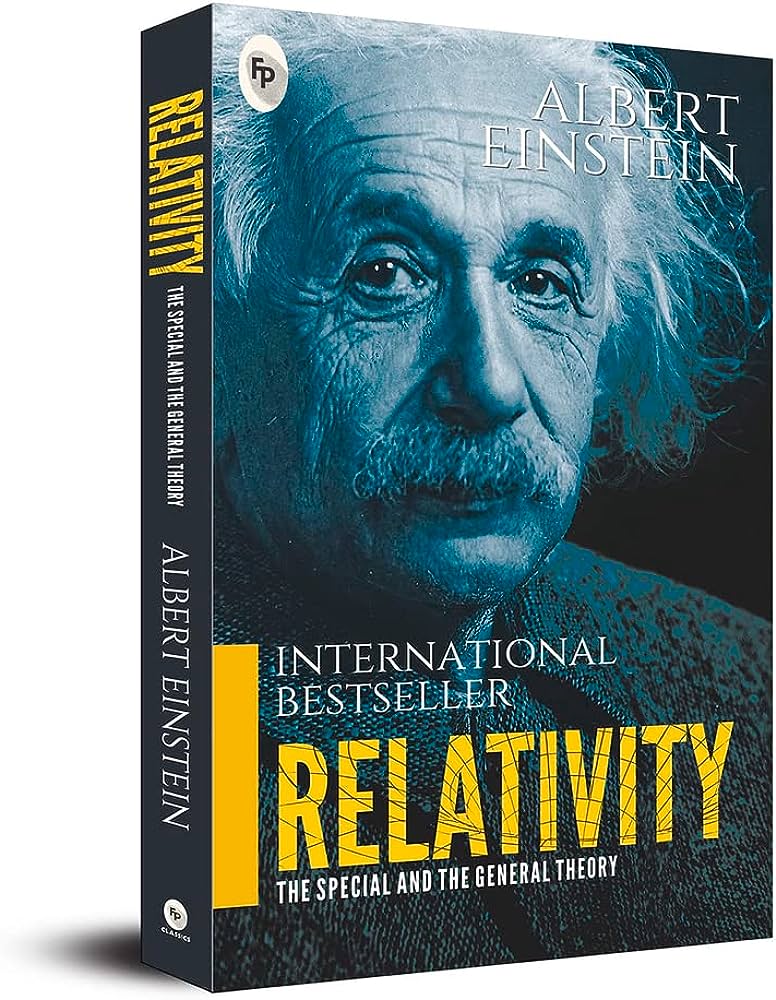 FP
ALBERT
EINSTEIN
INTERNATIONAL
BESTSELLER
RELATIVITY
THE SPECIAL AND THE GENERAL THEORY
RELATIVITY
THE SPECIAL AND THE GENERAL THEORY
ALBERT EINSTEIN
FP
CLASSICS